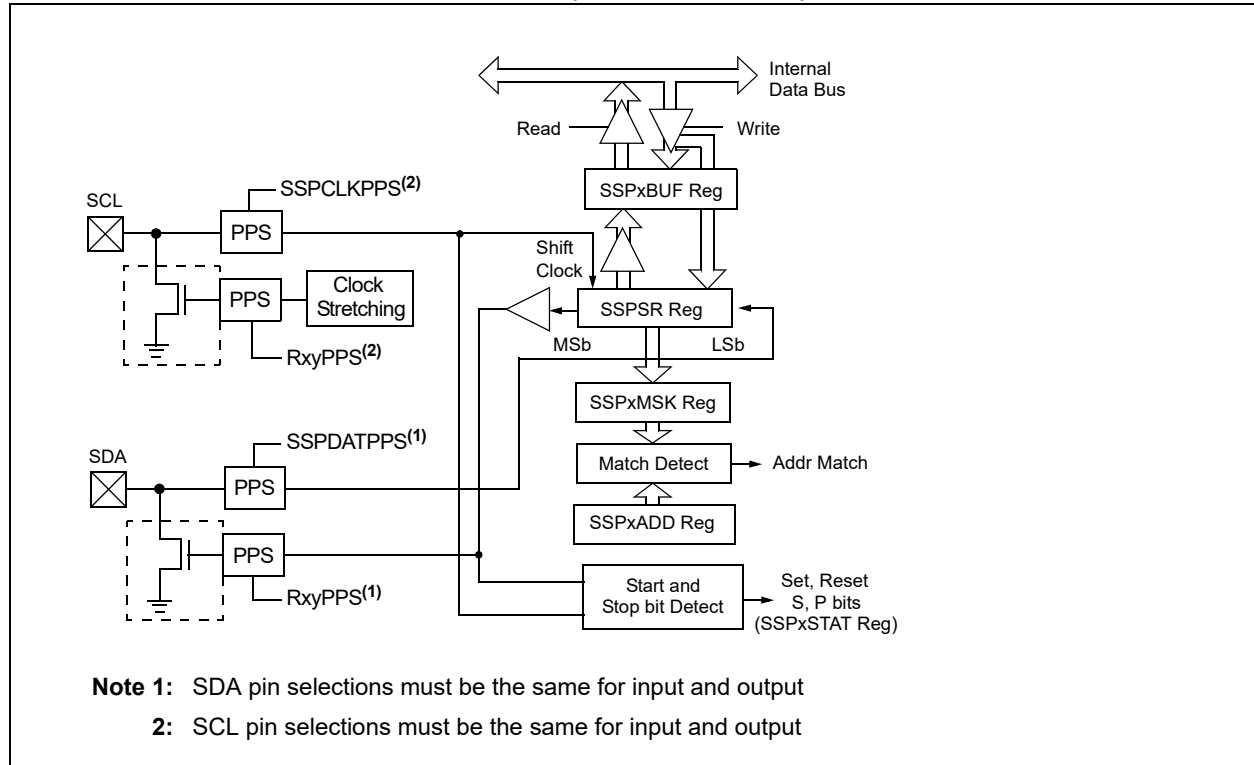 Internal
Data Bus
Read
Write
SSPxBUF Reg
SSPCLKPPS(2)
SCL
PPS
Shift
Clock
PPS
Clock
Stretching
SSPSR Reg
MSb
LSb
RxyPPS(2)
SSPxMSK Reg
SSPDATPPS(1)
SDA
PPS
Match Detect
Addr Match
SSPxADD Reg
PPS
RxyPPS(1)
Start and
Stop bit Detect
Set, Reset
S, P bits
(SSPxSTAT Reg)
Note 1: SDA pin selections must be the same for input and output
2: SCL pin selections must be the same for input and output